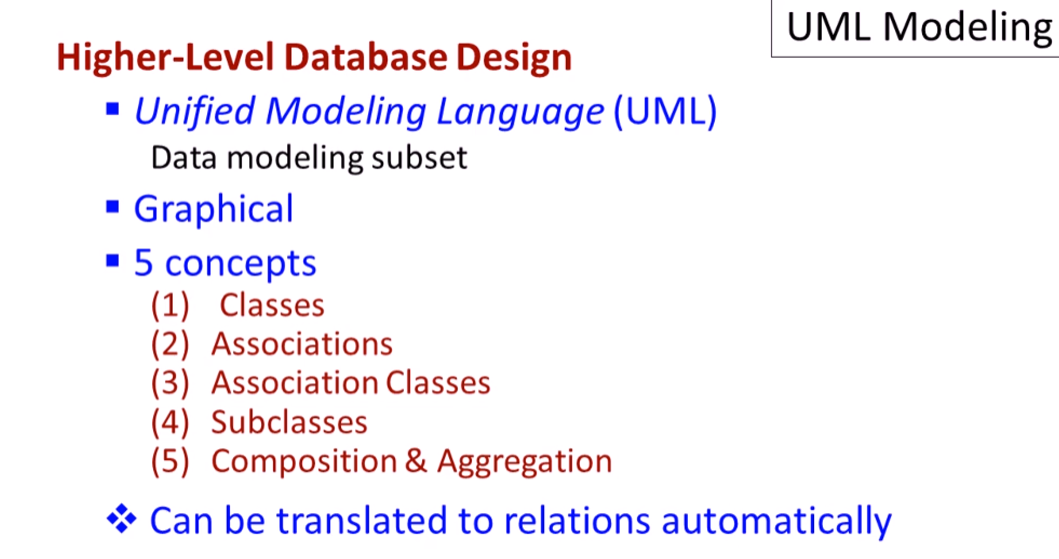 UML Modeling
Higher-Level Database Design
▪ Unified Modeling Language (UML)
Data modeling subset
▪ Graphical
▪ 5 concepts
(1) Classes
(2) Associations
(3) Association Classes
(4) Subclasses
(5) Composition & Aggregation
❖ Can be translated to relations automatically